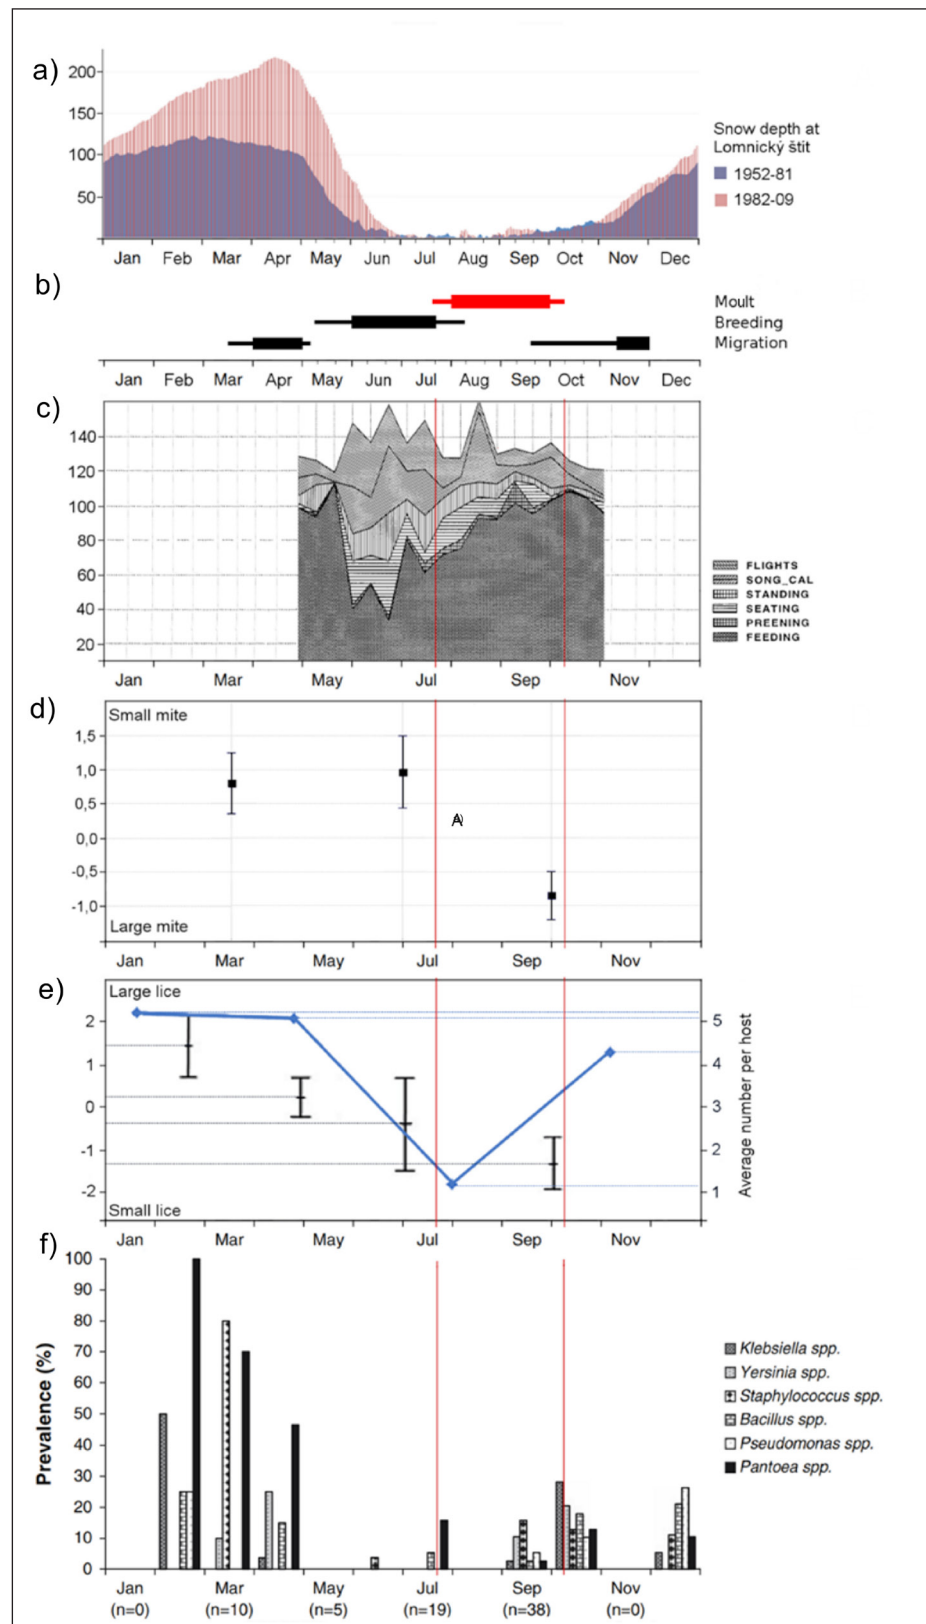 a)
200
150
100
50
Snow depth at
Lomnický štit
1952-81
1982-09
Jan Feb Mar Apr May Jun Jul Aug Sep Oct Nov Dec
b)
Moult
Breeding
Migration
Jan Feb Mar Apr May Jun Jul Aug Sep Oct Nov Dec
c)
140
120
100
80
60
40
20
FLIGHTS
SONG_CAL
STANDING
SEATING
PREENING
FEEDING
Jan Mar May Jul Sep Nov
d)
Small mite
1,5
1,0
0,5
0,0
-0,5
-1,0
Large mite
Jan Mar May Jul Sep Nov
e)
Large lice
2
1
0
-1
-2
Small lice
5
4
3
2
1
Average number per host
Jan Mar May Jul Sep Nov
f)
Prevalence (%)
100
90
80
70
60
50
40
30
20
10
0
Klebsiella spp.
Yersinia spp.
Staphylococcus spp.
Bacillus spp.
Pseudomonas spp.
Pantoea spp.
Jan Mar May Jul Sep Nov
(n=0) (n=10) (n=5) (n=19) (n=38) (n=0)